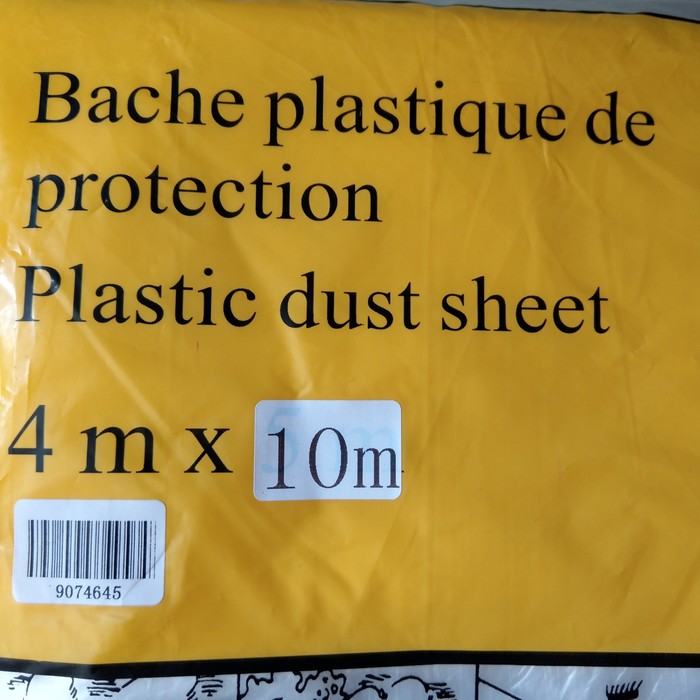 Bache plastique de
protection
Plastic dust sheet
4 m x 10m
9074645